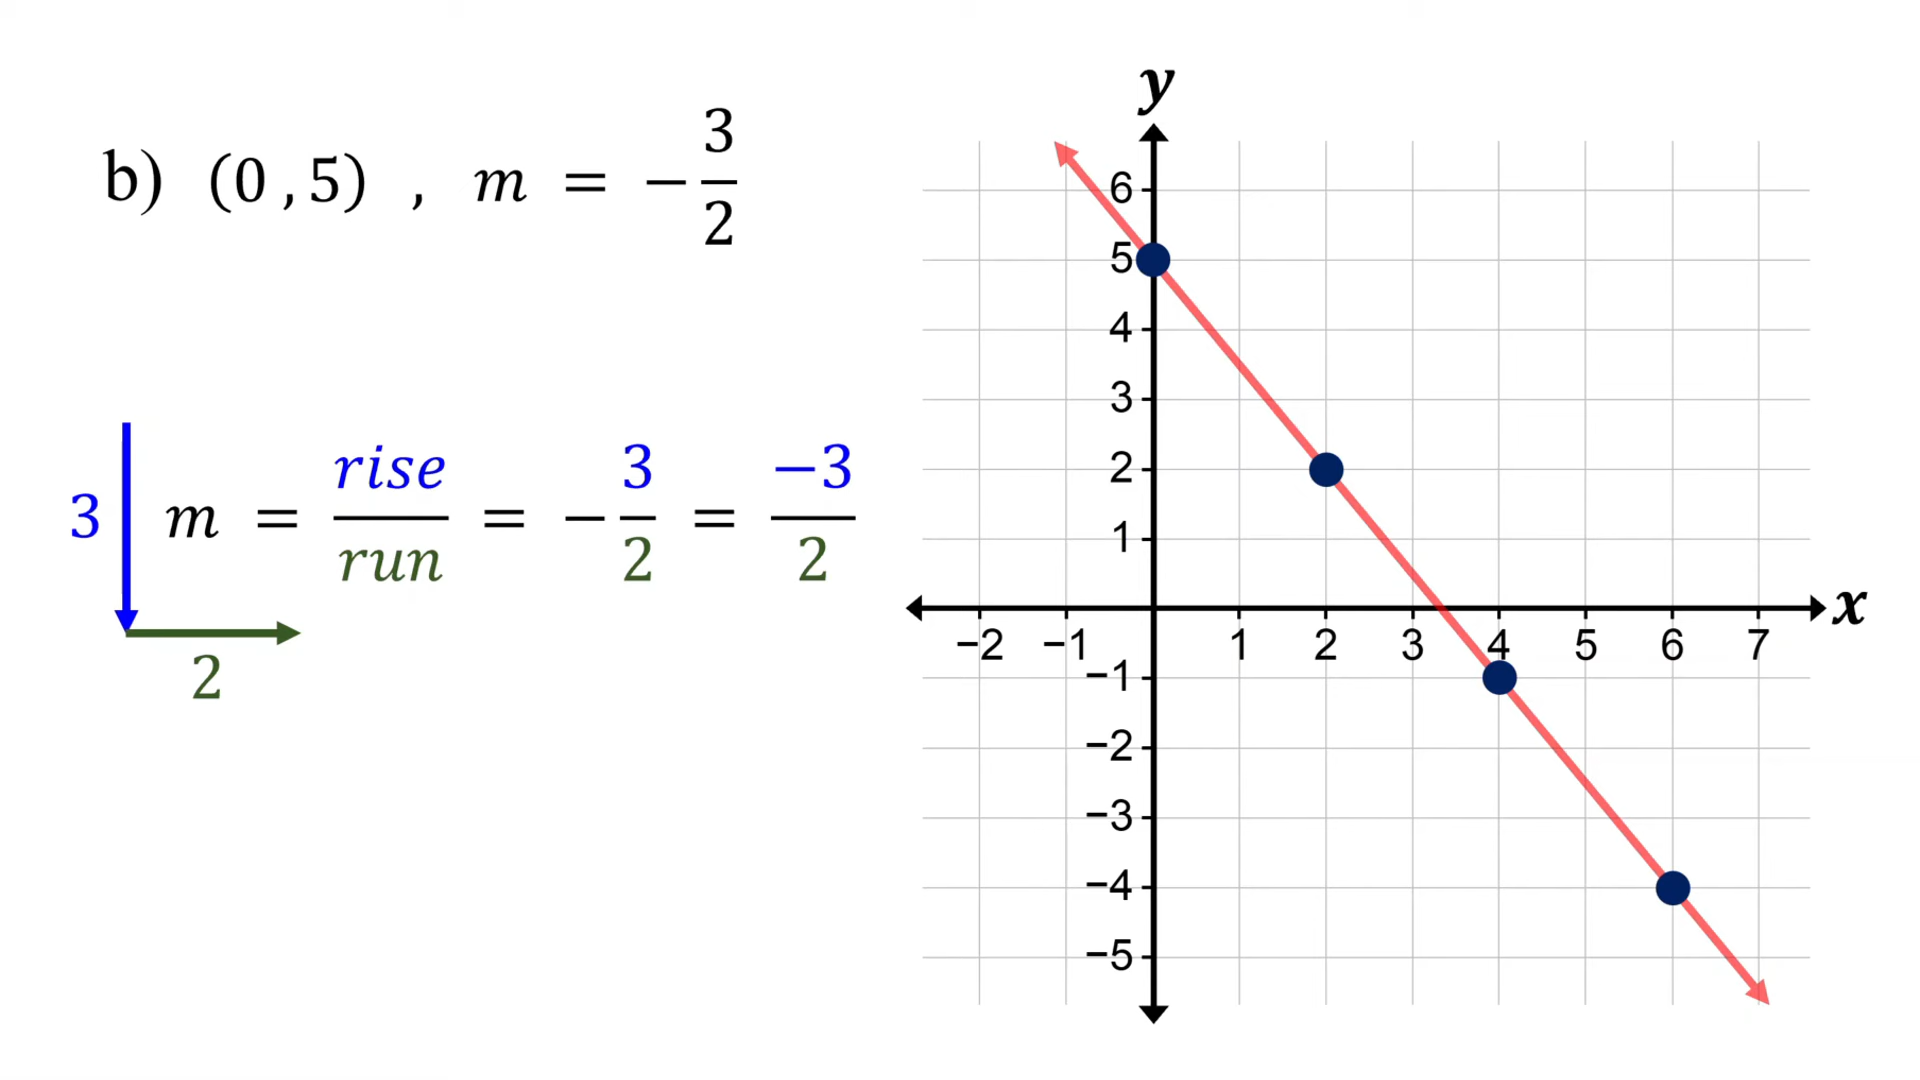 b) (0 , 5) , m = −3/2
3 m = rise/run = −3/2 = −3/2
2
y
6
5
4
3
2
1
x
−2 −1 1 2 3 4 5 6 7
−1
−2
−3
−4
−5